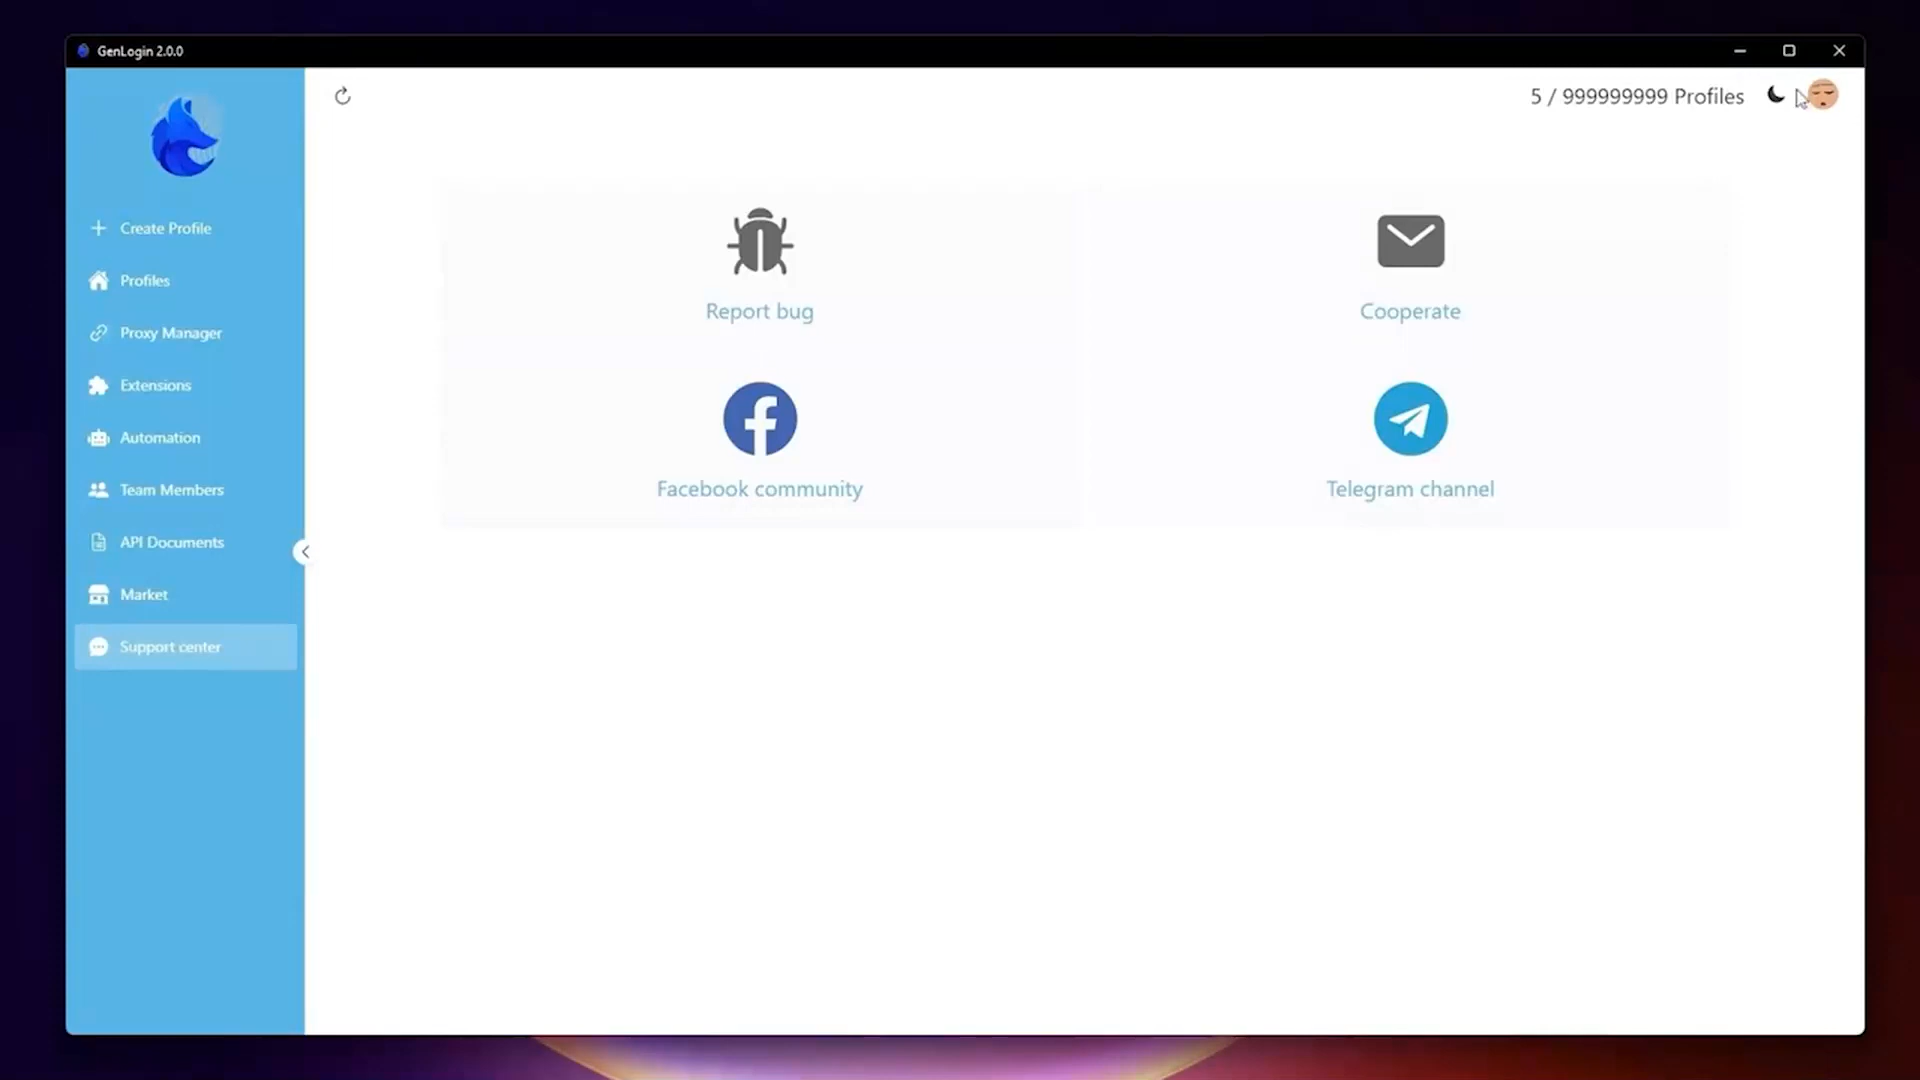 GenLogin 2.0.0
5 / 999999999 Profiles
Create Profile
Profiles
Proxy Manager
Extensions
Automation
Team Members
API Documents
Market
Support center
Report bug
Cooperate
Facebook community
Telegram channel